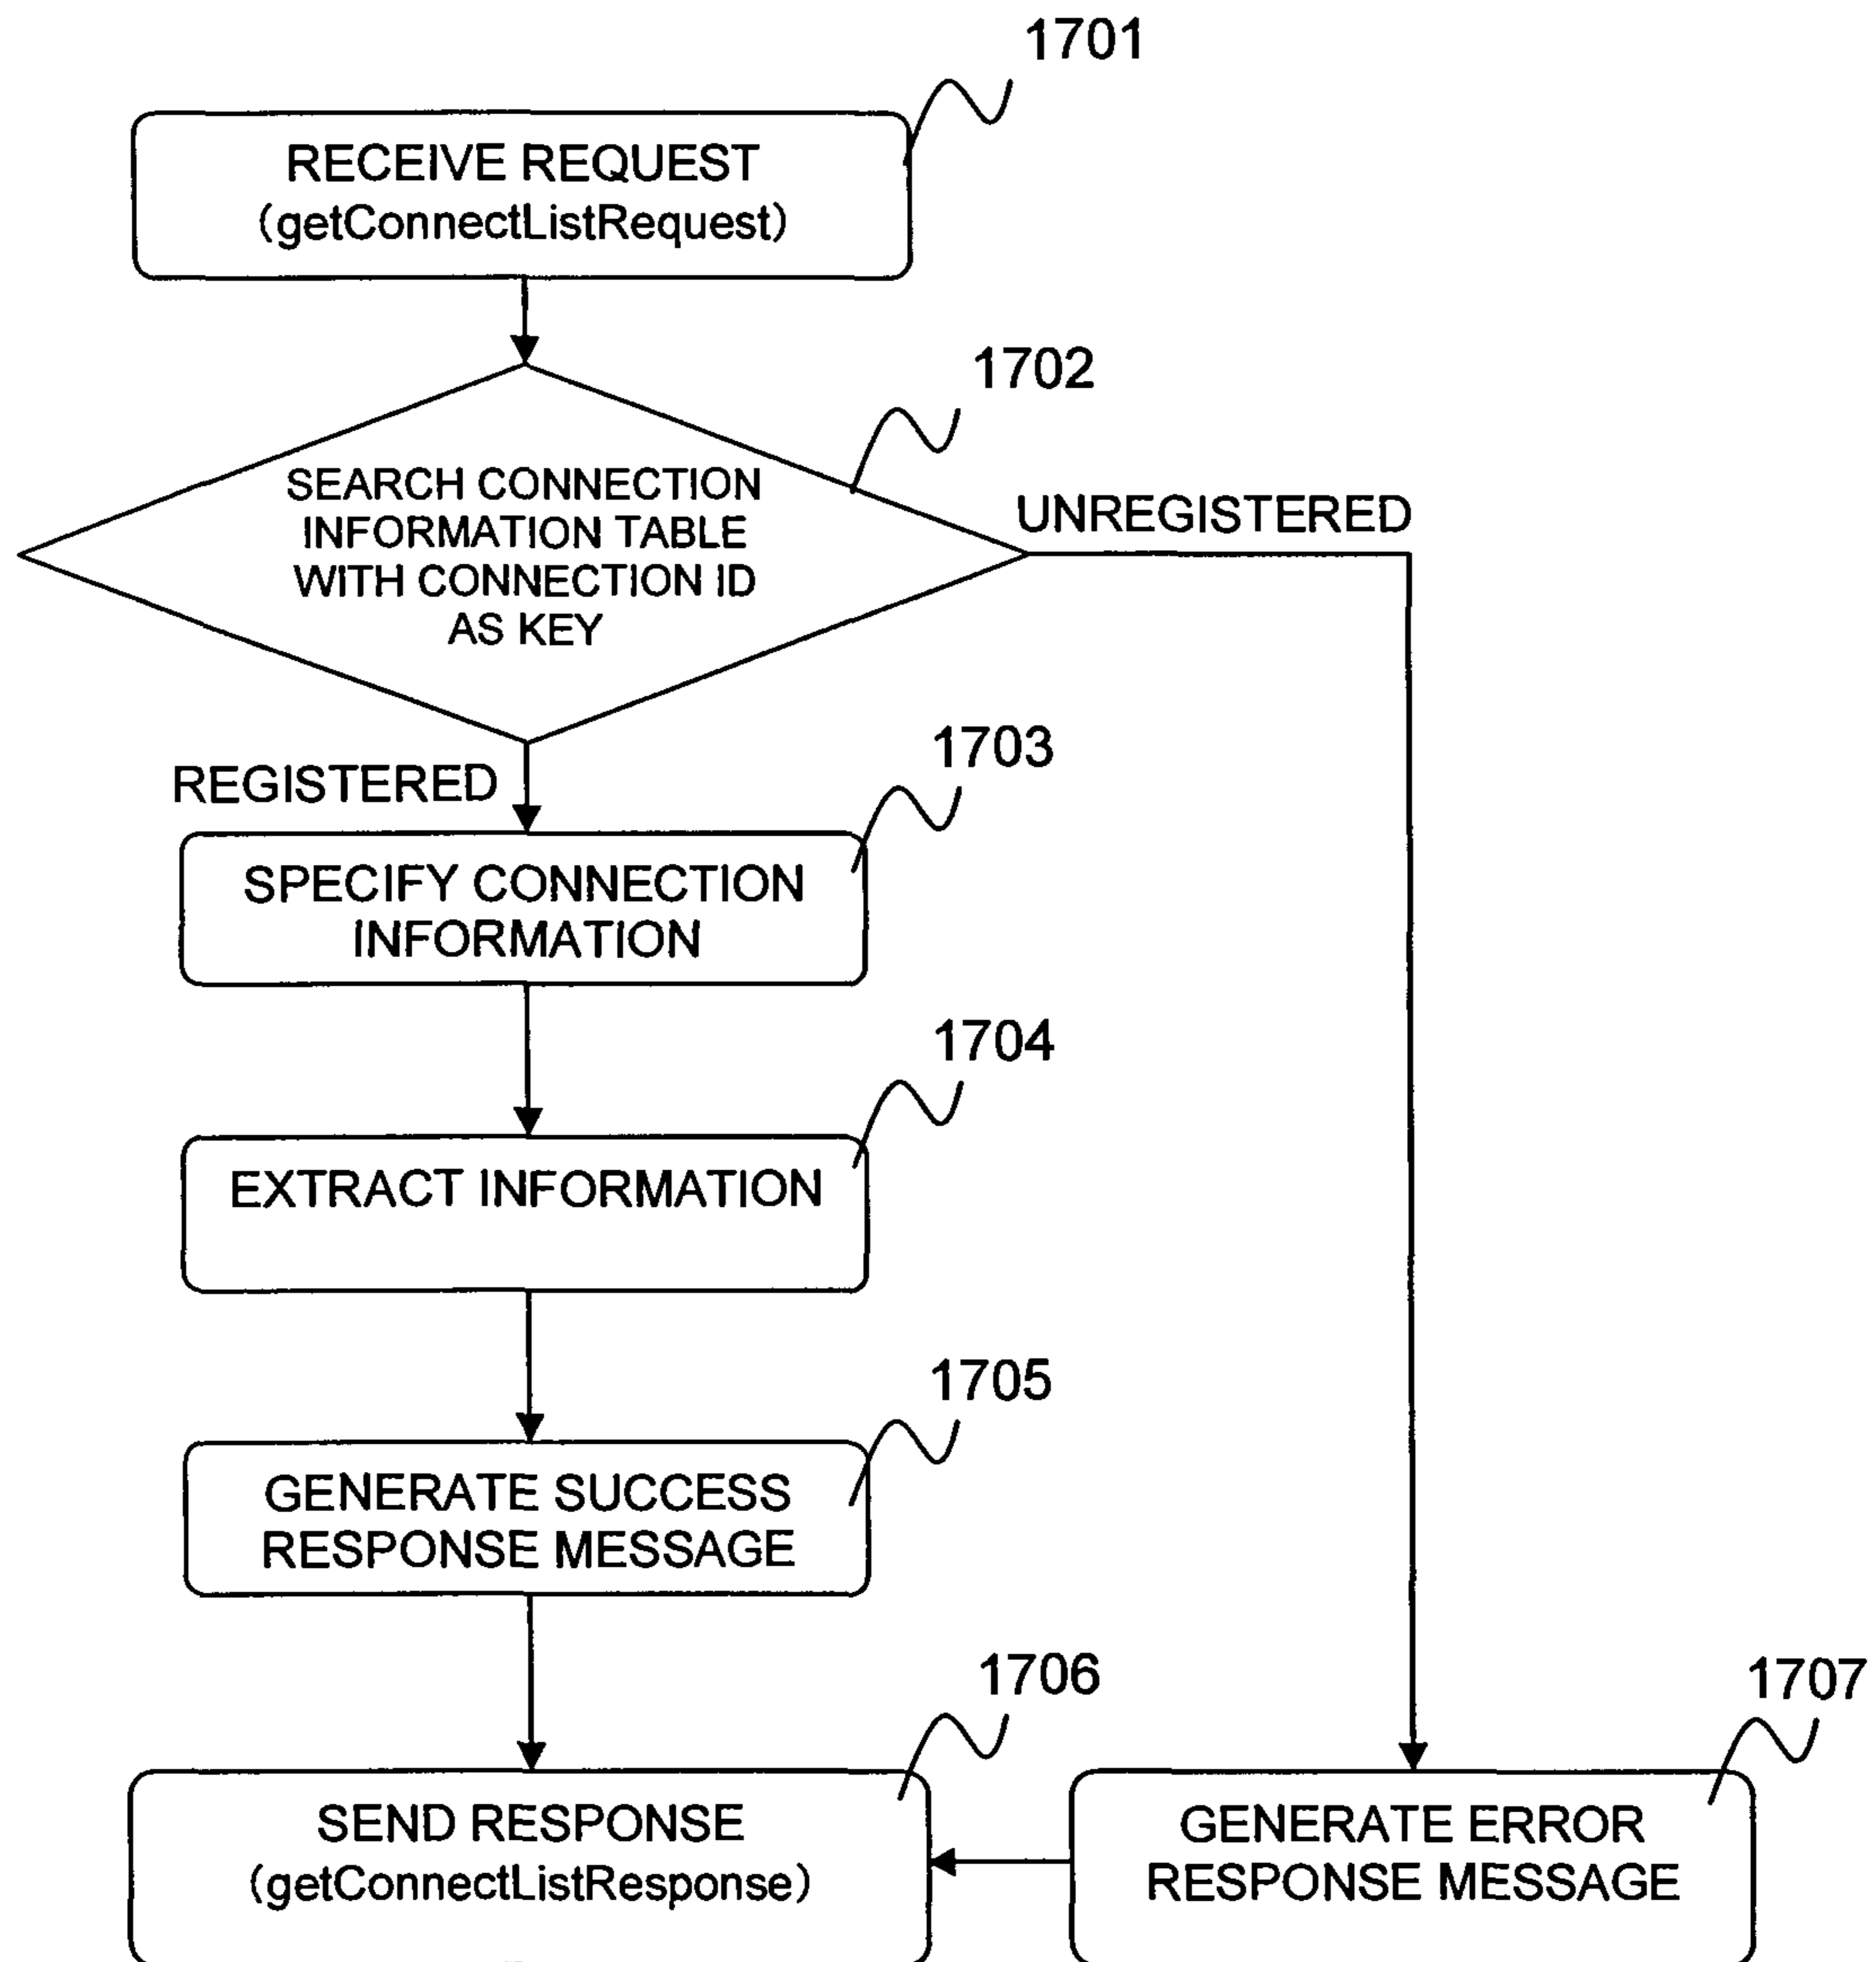 1701
RECEIVE REQUEST
(getConnectListRequest)
1702
SEARCH CONNECTION
INFORMATION TABLE
WITH CONNECTION ID
AS KEY
UNREGISTERED
REGISTERED
1703
SPECIFY CONNECTION
INFORMATION
1704
EXTRACT INFORMATION
1705
GENERATE SUCCESS
RESPONSE MESSAGE
1706
SEND RESPONSE
(getConnectListResponse)
1707
GENERATE ERROR
RESPONSE MESSAGE